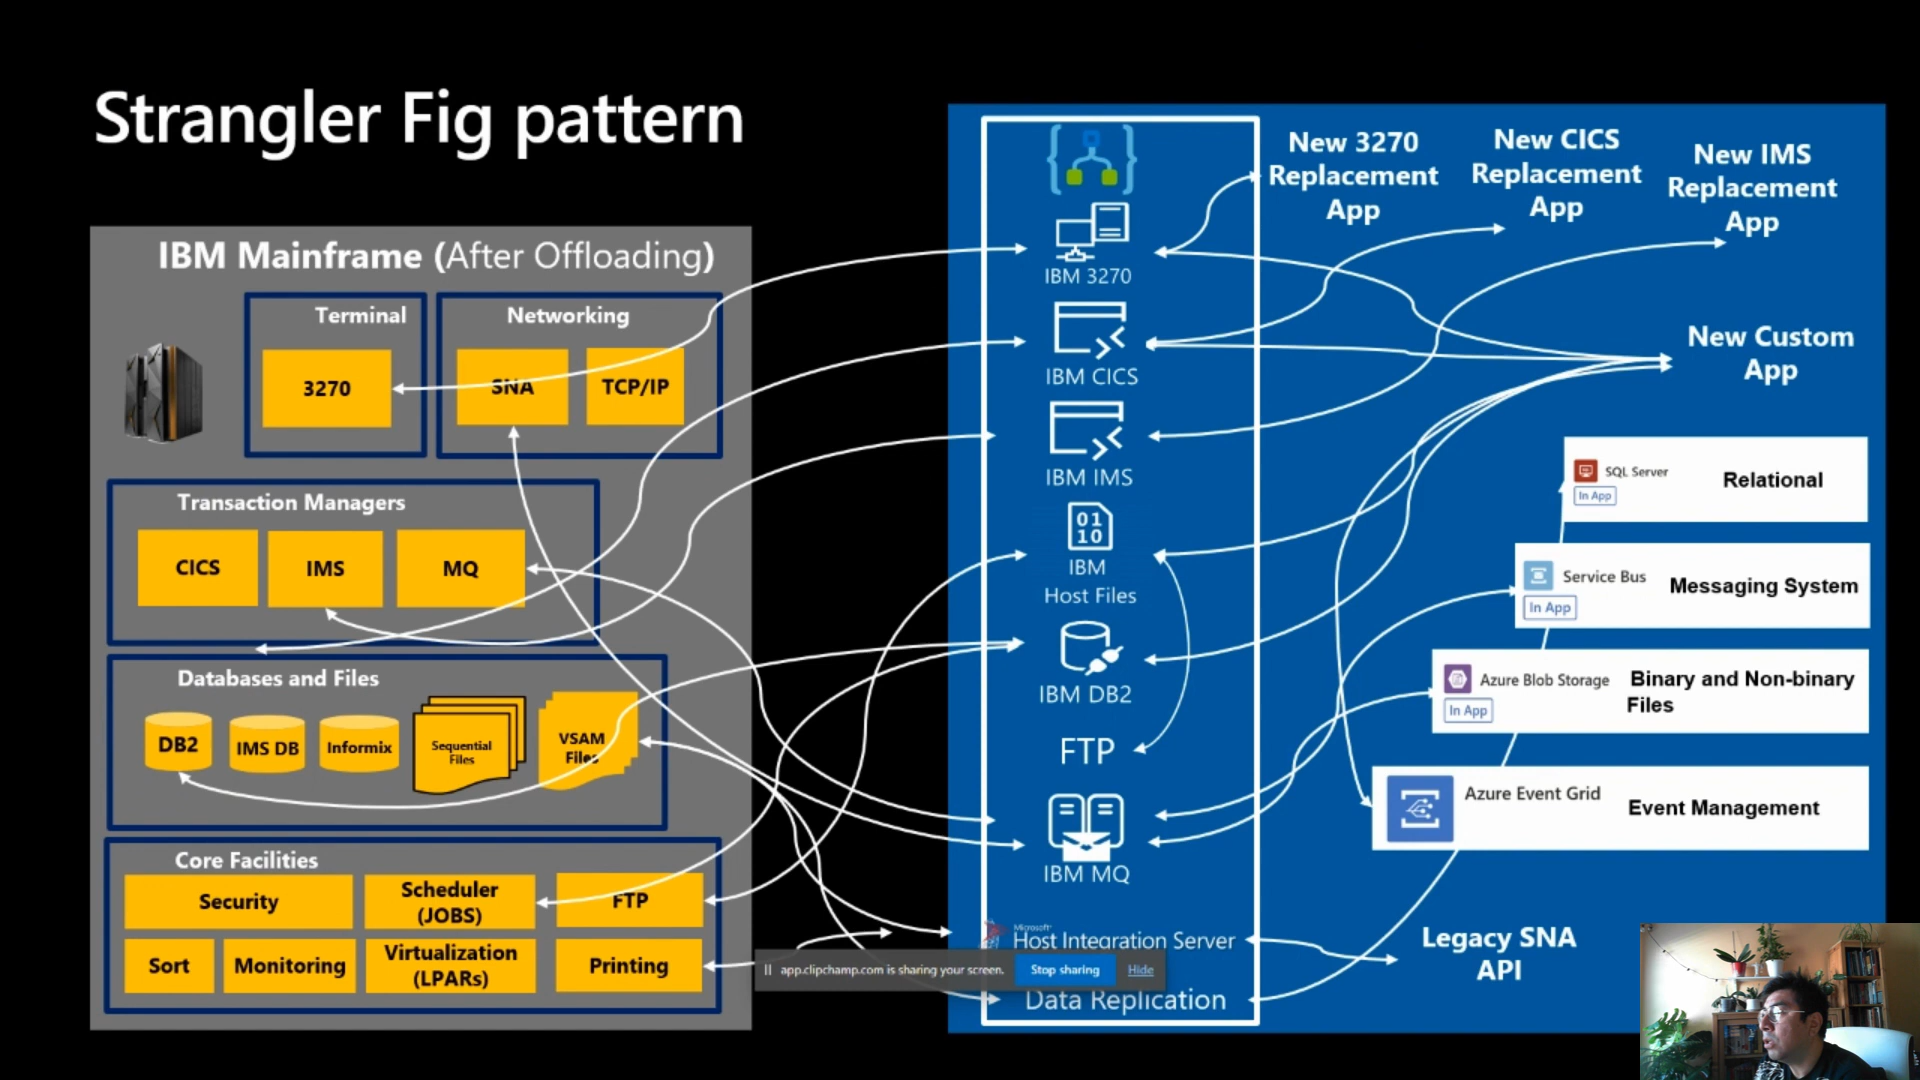 Strangler Fig pattern
IBM Mainframe (After Offloading)
Terminal
3270
Networking
SNA
TCP/IP
Transaction Managers
CICS
IMS
MQ
Databases and Files
DB2
IMS DB
Informix
Sequential
Files
VSAM
Files
Core Facilities
Security
Scheduler
(JOBS)
FTP
Sort
Monitoring
Virtualization
(LPARs)
Printing
IBM 3270
IBM CICS
IBM IMS
01
10
IBM
Host Files
IBM DB2
FTP
IBM MQ
Microsoft
Host Integration Server
app.clipchamp.com is sharing your screen.
Stop sharing
Hide
Data Replication
New 3270
Replacement
App
New CICS
Replacement
App
New IMS
Replacement
App
New Custom
App
SQL Server
In App
Relational
Service Bus
In App
Messaging System
Azure Blob Storage
In App
Binary and Non-binary
Files
Azure Event Grid
Event Management
Legacy SNA
API